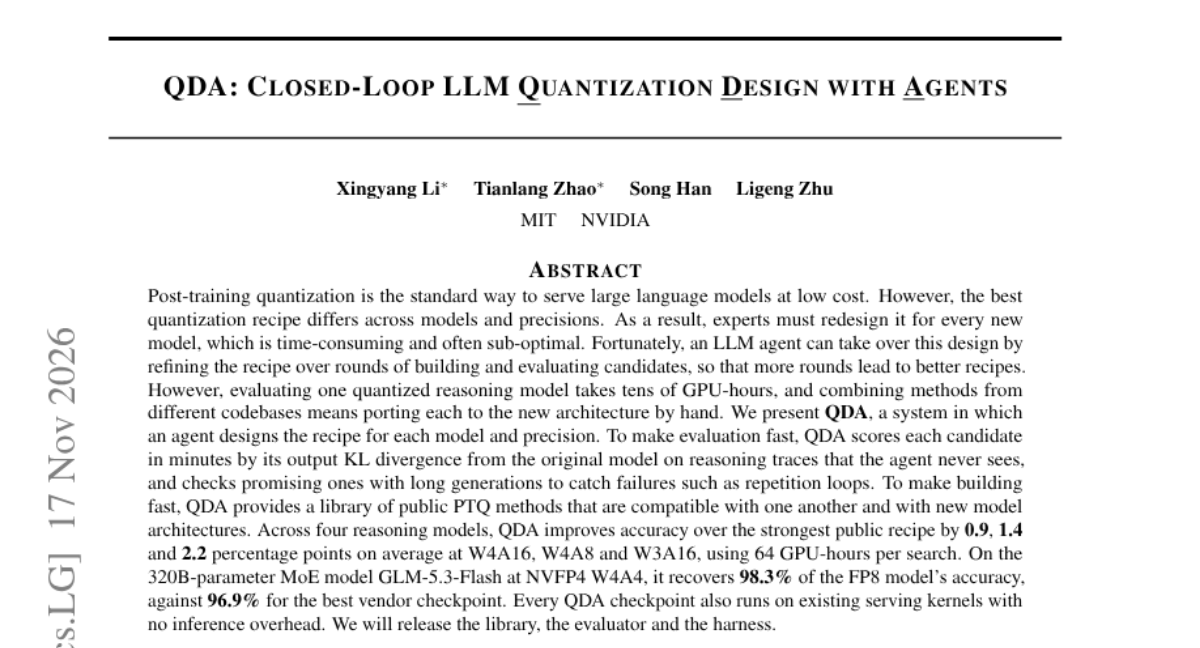 QDA: CLOSED-LOOP LLM QUANTIZATION DESIGN WITH AGENTS
Xingyang Li* Tianlang Zhao* Song Han Ligeng Zhu
MIT NVIDIA
ABSTRACT
Post-training quantization is the standard way to serve large language models at low cost. However, the best
quantization recipe differs across models and precisions. As a result, experts must redesign it for every new
model, which is time-consuming and often sub-optimal. Fortunately, an LLM agent can take over this design by
refining the recipe over rounds of building and evaluating candidates, so that more rounds lead to better recipes.
However, evaluating one quantized reasoning model takes tens of GPU-hours, and combining methods from
different codebases means porting each to the new architecture by hand. We present QDA, a system in which
an agent designs the recipe for each model and precision. To make evaluation fast, QDA scores each candidate
in minutes by its output KL divergence from the original model on reasoning traces that the agent never sees,
and checks promising ones with long generations to catch failures such as repetition loops. To make building
fast, QDA provides a library of public PTQ methods that are compatible with one another and with new model
architectures. Across four reasoning models, QDA improves accuracy over the strongest public recipe by 0.9, 1.4
and 2.2 percentage points on average at W4A16, W4A8 and W3A16, using 64 GPU-hours per search. On the
320B-parameter MoE model GLM-5.3-Flash at NVFP4 W4A4, it recovers 98.3% of the FP8 model's accuracy,
against 96.9% for the best vendor checkpoint. Every QDA checkpoint also runs on existing serving kernels with
no inference overhead. We will release the library, the evaluator and the harness.
cs.LG] 17 Nov 2026